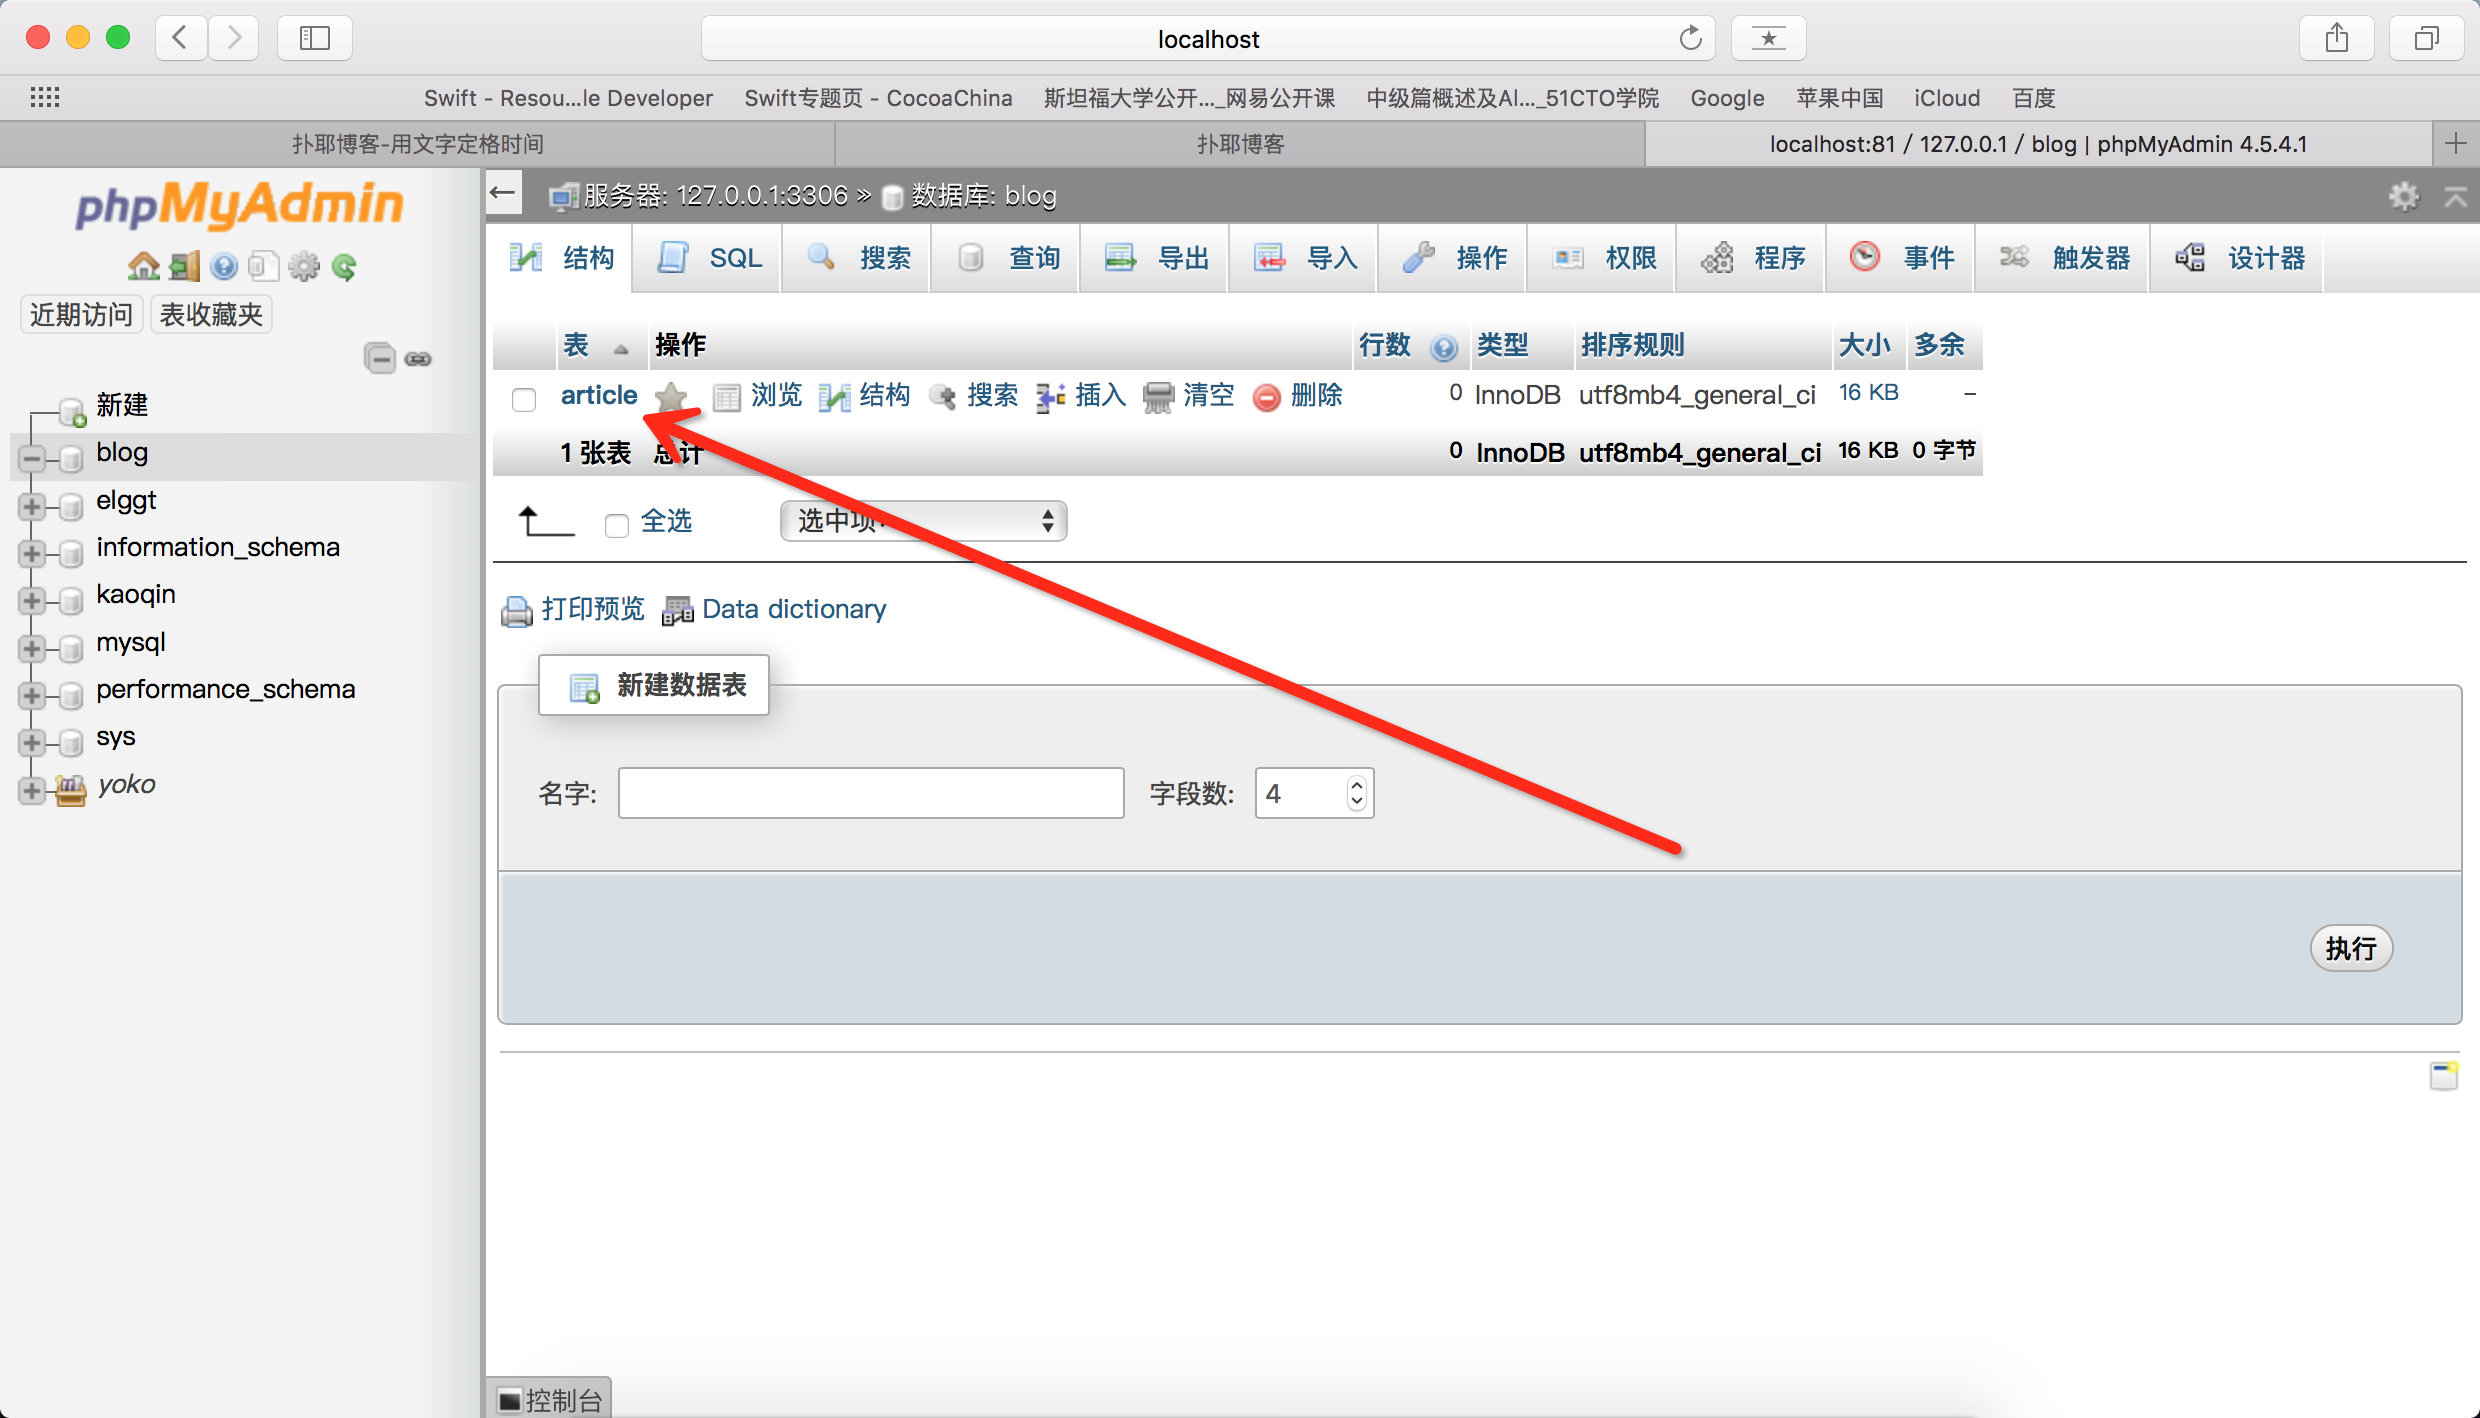 localhost
Swift - Resou...le Developer Swift专题页 - CocoaChina 斯坦福大学公开..._网易公开课 中级篇概述及AI..._51CTO学院 Google 苹果中国 iCloud 百度
扑耶博客-用文字定格时间 扑耶博客 localhost:81 / 127.0.0.1 / blog | phpMyAdmin 4.5.4.1
phpMyAdmin
近期访问 表收藏夹
新建
blog
elggt
information_schema
kaoqin
mysql
performance_schema
sys
yoko
服务器: 127.0.0.1:3306 » 数据库: blog
结构 SQL 搜索 查询 导出 导入 操作 权限 程序 事件 触发器 设计器
表 操作 行数 类型 排序规则 大小 多余
article 浏览 结构 搜索 插入 清空 删除 0 InnoDB utf8mb4_general_ci 16 KB –
1 张表 总计 0 InnoDB utf8mb4_general_ci 16 KB 0 字节
全选 选中项:
打印预览 Data dictionary
新建数据表
名字: 字段数: 4
执行
控制台